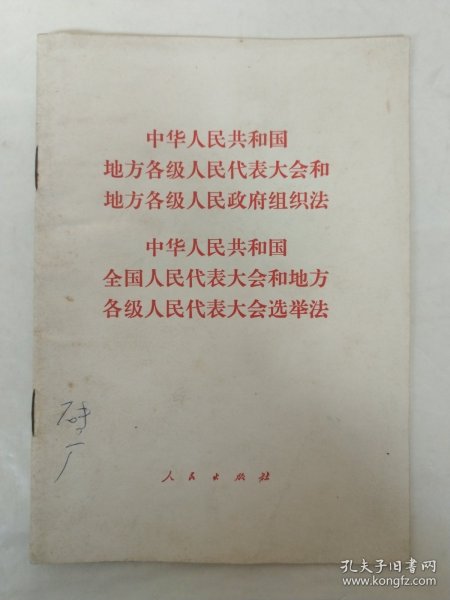 中华人民共和国
地方各级人民代表大会和
地方各级人民政府组织法
中华人民共和国
全国人民代表大会和地方
各级人民代表大会选举法
砖
厂
人民出版社
孔夫子旧书网
www.kongfz.com